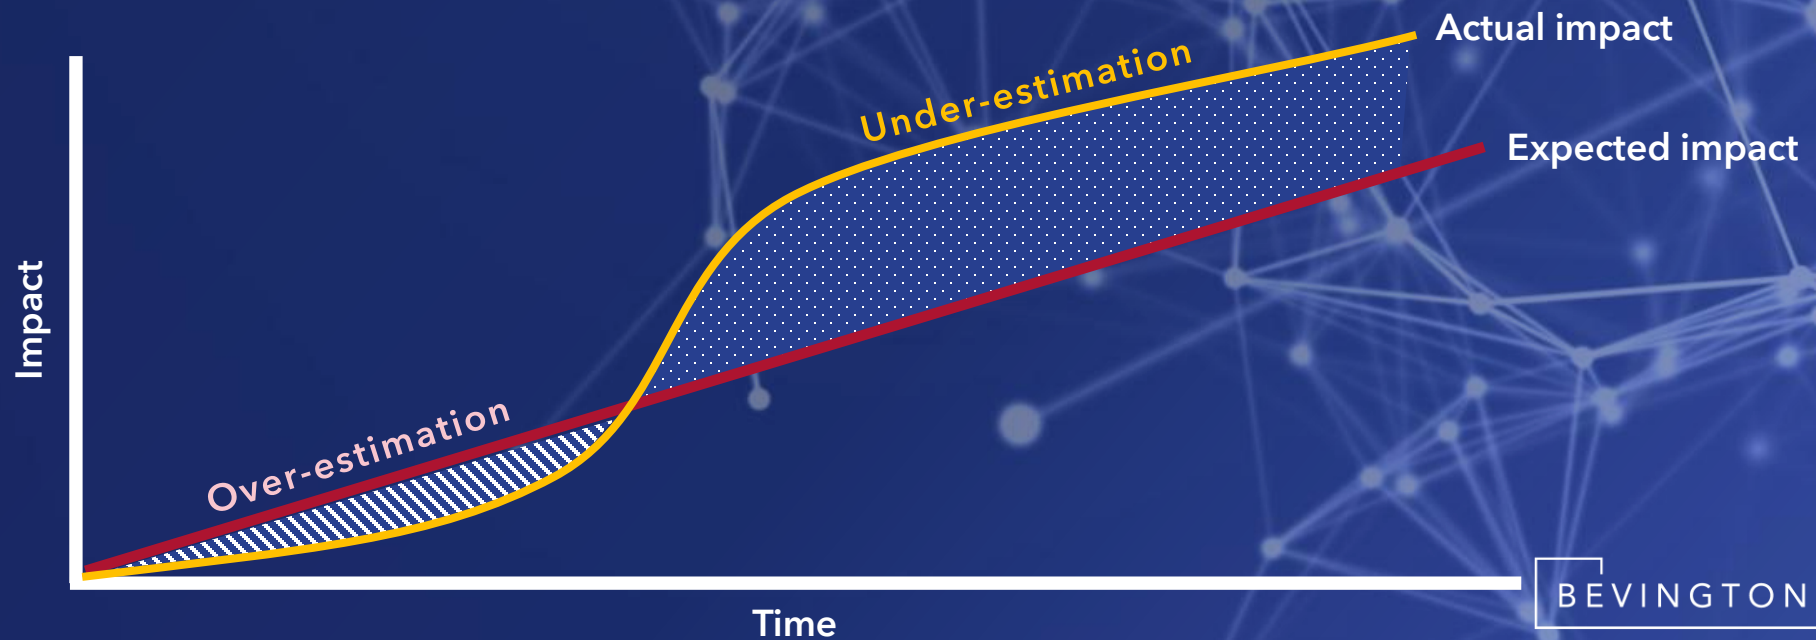 Actual impact
Under-estimation
Expected impact
Impact
Over-estimation
BEVINGTON
Time